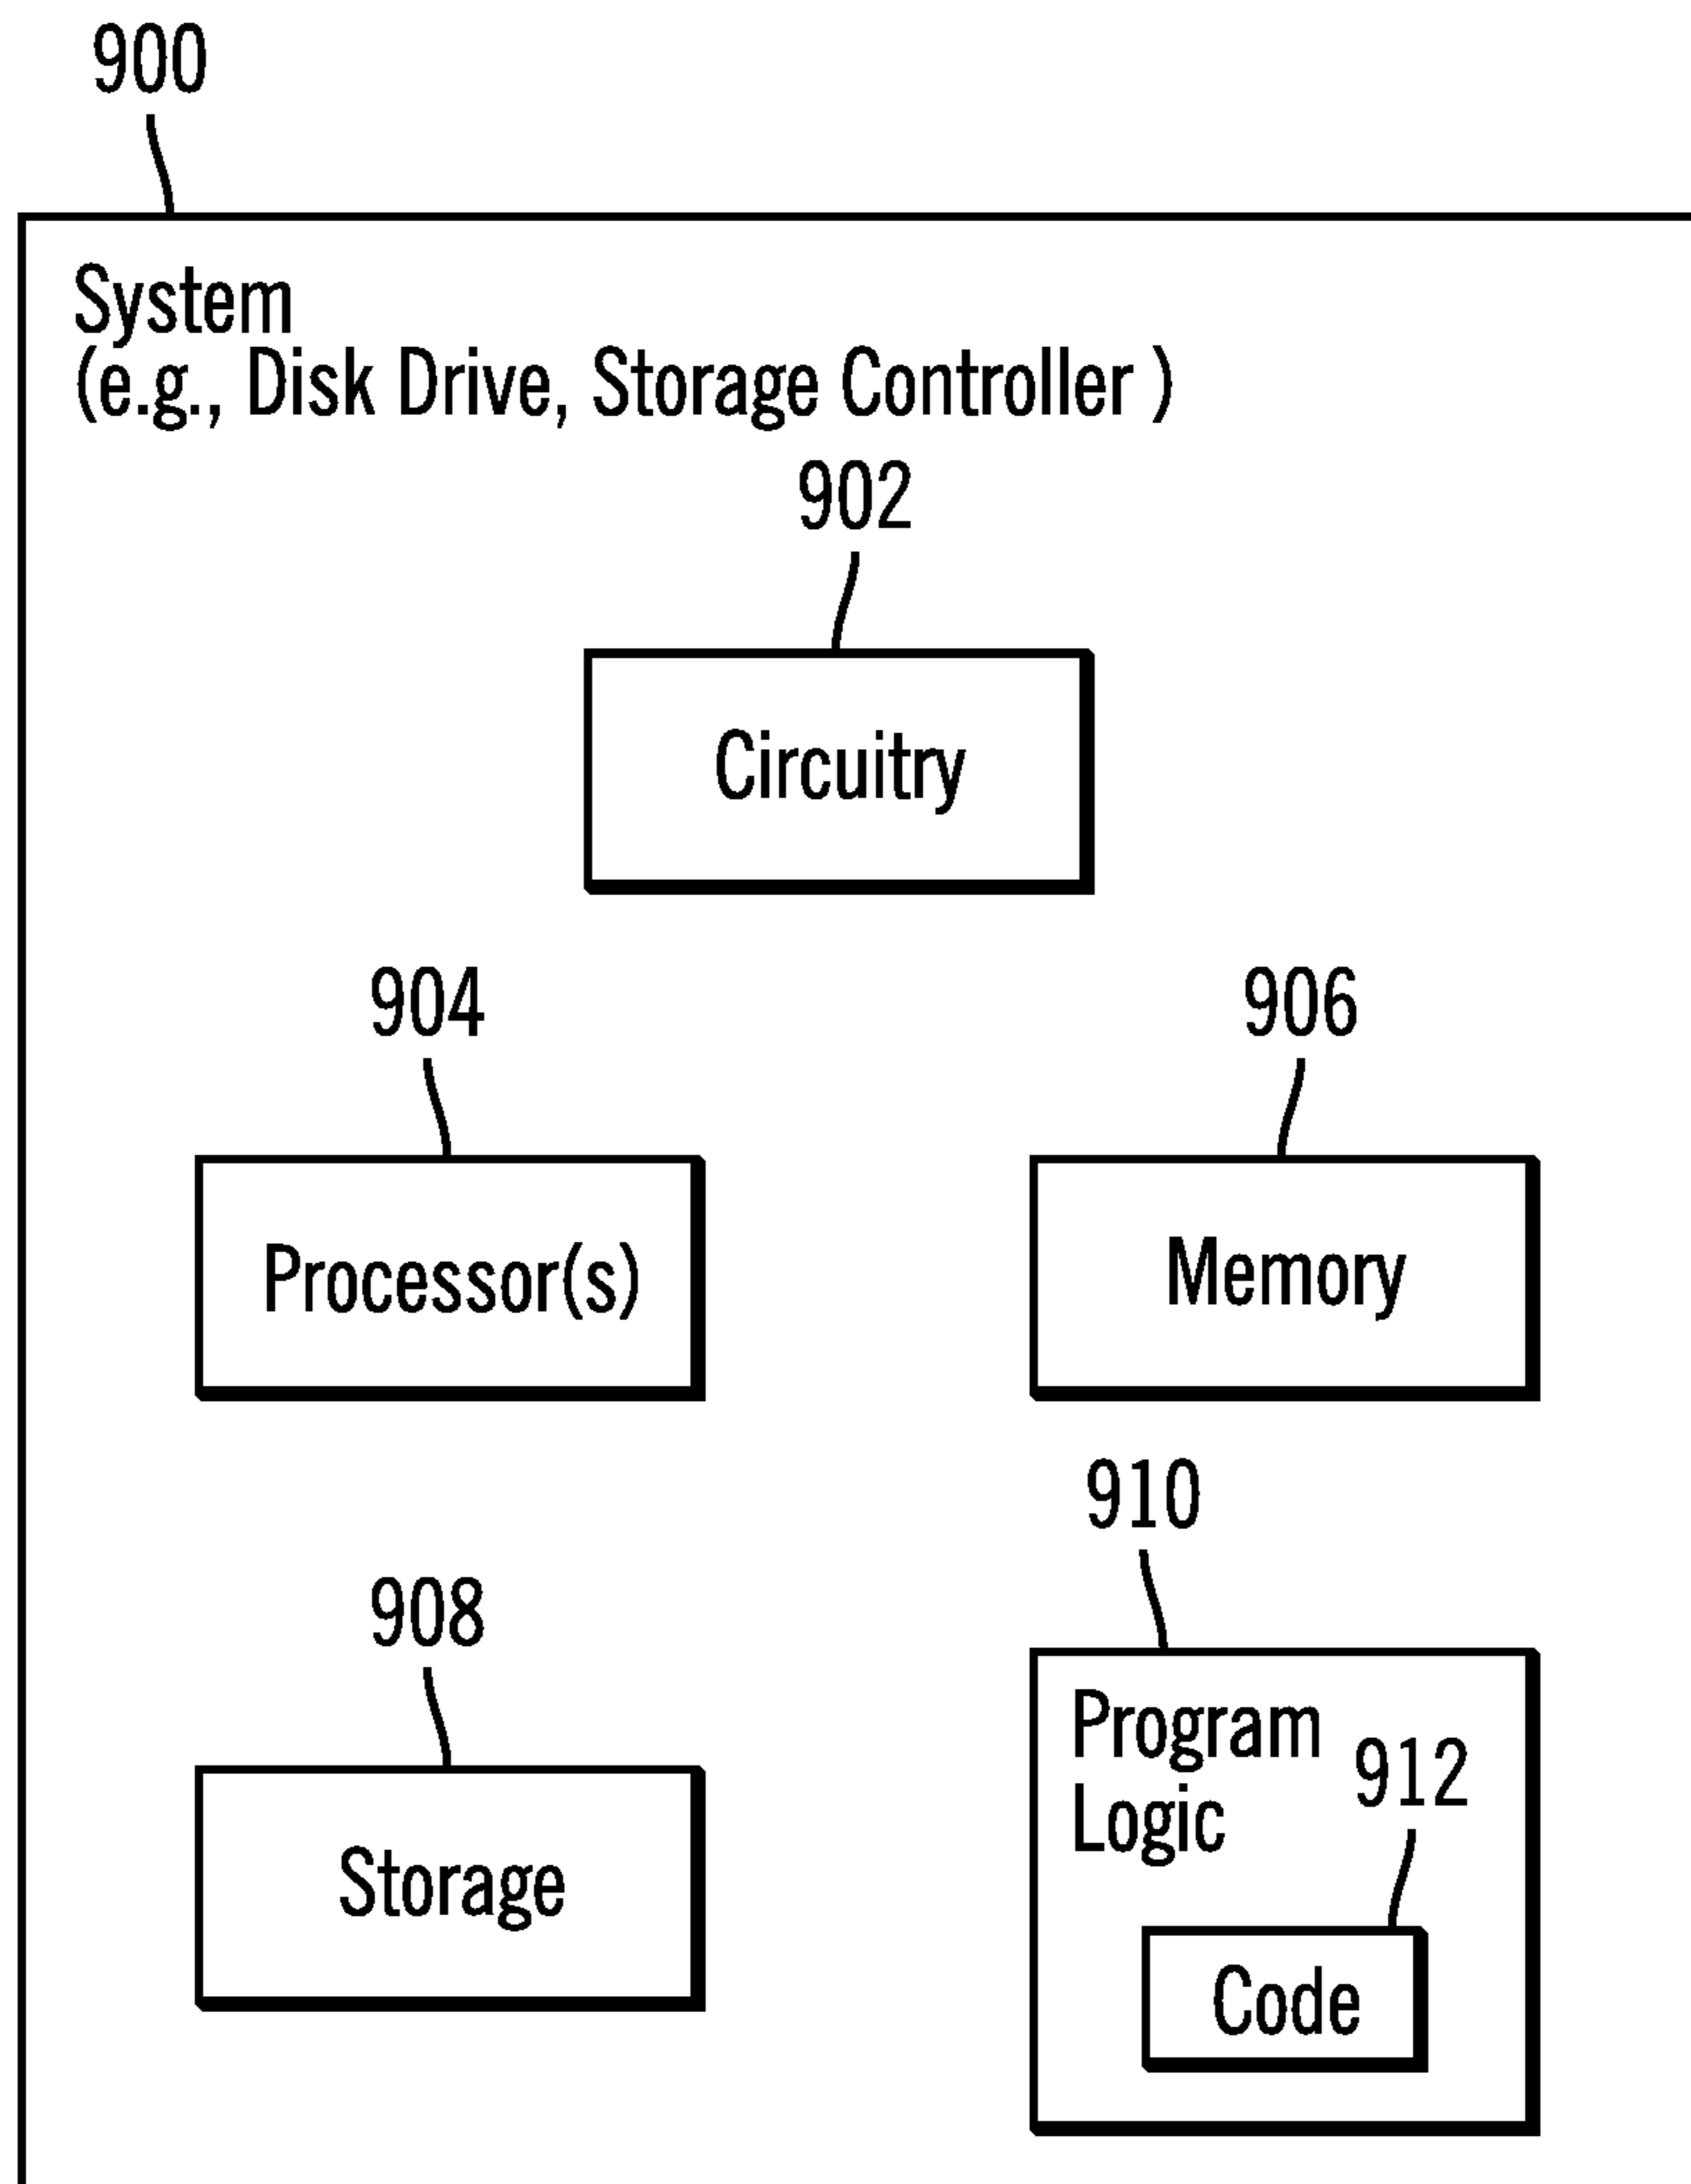 900
System
(e.g., Disk Drive, Storage Controller )
902
Circuitry
904
906
Processor(s)
Memory
910
908
Program
912
Logic
Storage
Code